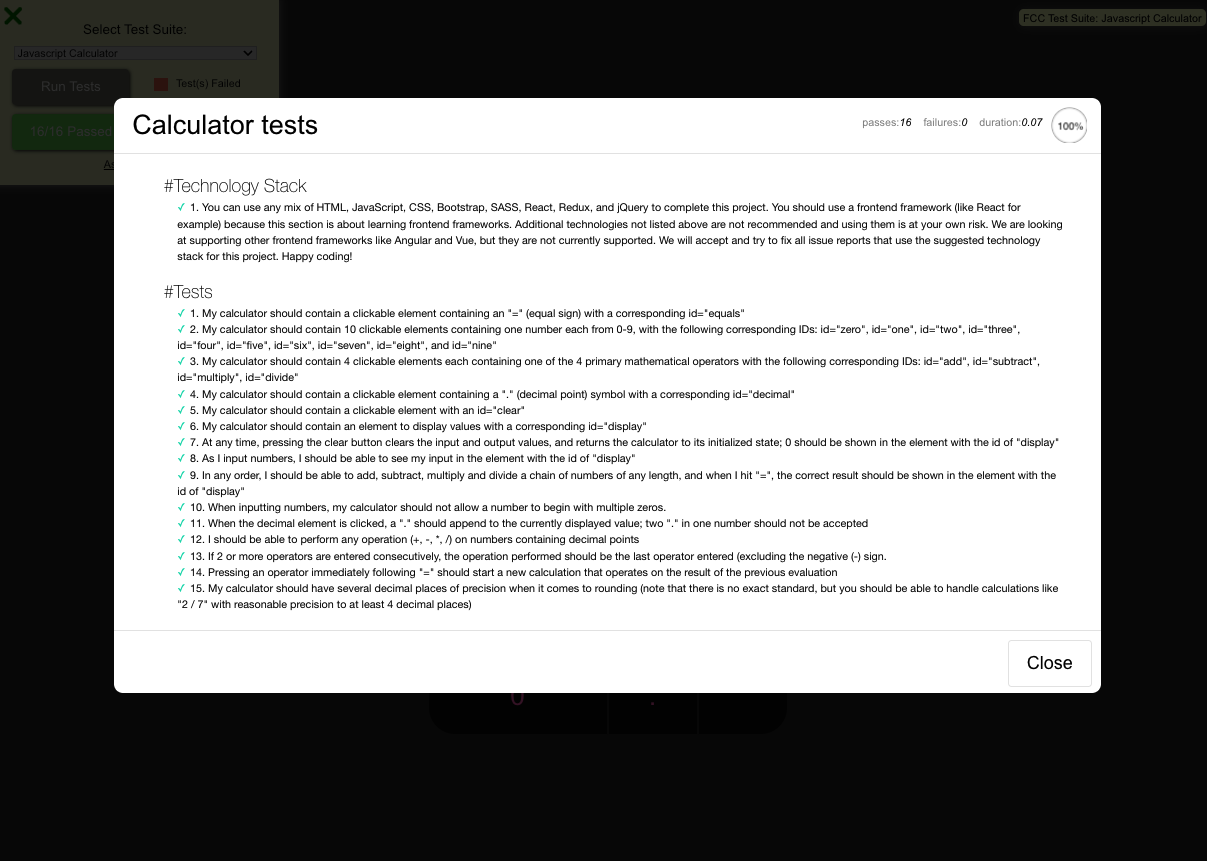 Select Test Suite:
FCC Test Suite: Javascript Calculator
Javascript Calculator
Run Tests
Test(s) Failed
16/16 Passed
As
Calculator tests
passes:16 failures:0 duration:0.07 100%
#Technology Stack
✓ 1. You can use any mix of HTML, JavaScript, CSS, Bootstrap, SASS, React, Redux, and jQuery to complete this project. You should use a frontend framework (like React for
example) because this section is about learning frontend frameworks. Additional technologies not listed above are not recommended and using them is at your own risk. We are looking
at supporting other frontend frameworks like Angular and Vue, but they are not currently supported. We will accept and try to fix all issue reports that use the suggested technology
stack for this project. Happy coding!
#Tests
✓ 1. My calculator should contain a clickable element containing an "=" (equal sign) with a corresponding id="equals"
✓ 2. My calculator should contain 10 clickable elements containing one number each from 0-9, with the following corresponding IDs: id="zero", id="one", id="two", id="three",
id="four", id="five", id="six", id="seven", id="eight", and id="nine"
✓ 3. My calculator should contain 4 clickable elements each containing one of the 4 primary mathematical operators with the following corresponding IDs: id="add", id="subtract",
id="multiply", id="divide"
✓ 4. My calculator should contain a clickable element containing a "." (decimal point) symbol with a corresponding id="decimal"
✓ 5. My calculator should contain a clickable element with an id="clear"
✓ 6. My calculator should contain an element to display values with a corresponding id="display"
✓ 7. At any time, pressing the clear button clears the input and output values, and returns the calculator to its initialized state; 0 should be shown in the element with the id of "display"
✓ 8. As I input numbers, I should be able to see my input in the element with the id of "display"
✓ 9. In any order, I should be able to add, subtract, multiply and divide a chain of numbers of any length, and when I hit "=", the correct result should be shown in the element with the
id of "display"
✓ 10. When inputting numbers, my calculator should not allow a number to begin with multiple zeros.
✓ 11. When the decimal element is clicked, a "." should append to the currently displayed value; two "." in one number should not be accepted
✓ 12. I should be able to perform any operation (+, -, *, /) on numbers containing decimal points
✓ 13. If 2 or more operators are entered consecutively, the operation performed should be the last operator entered (excluding the negative (-) sign.
✓ 14. Pressing an operator immediately following "=" should start a new calculation that operates on the result of the previous evaluation
✓ 15. My calculator should have several decimal places of precision when it comes to rounding (note that there is no exact standard, but you should be able to handle calculations like
"2 / 7" with reasonable precision to at least 4 decimal places)
Close
0 .